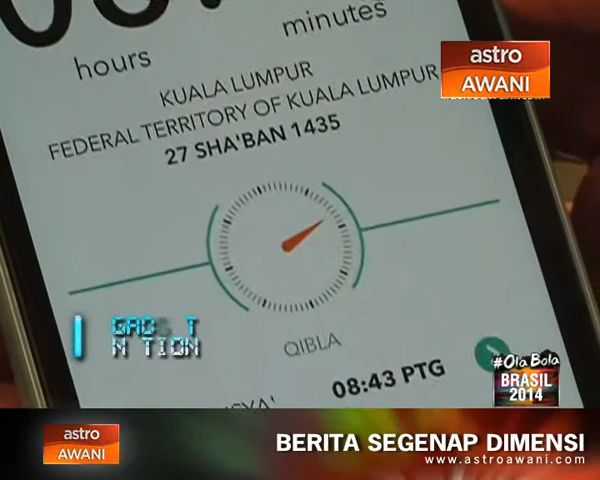 hours
minutes
KUALA LUMPUR
FEDERAL TERRITORY OF KUALA LUMPUR
27 SHA'BAN 1435
QIBLA
08:43 PTG
astro
AWANI
#Ola Bola
BRASIL
2014
astro
AWANI
BERITA SEGENAP DIMENSI
www.astroawani.com